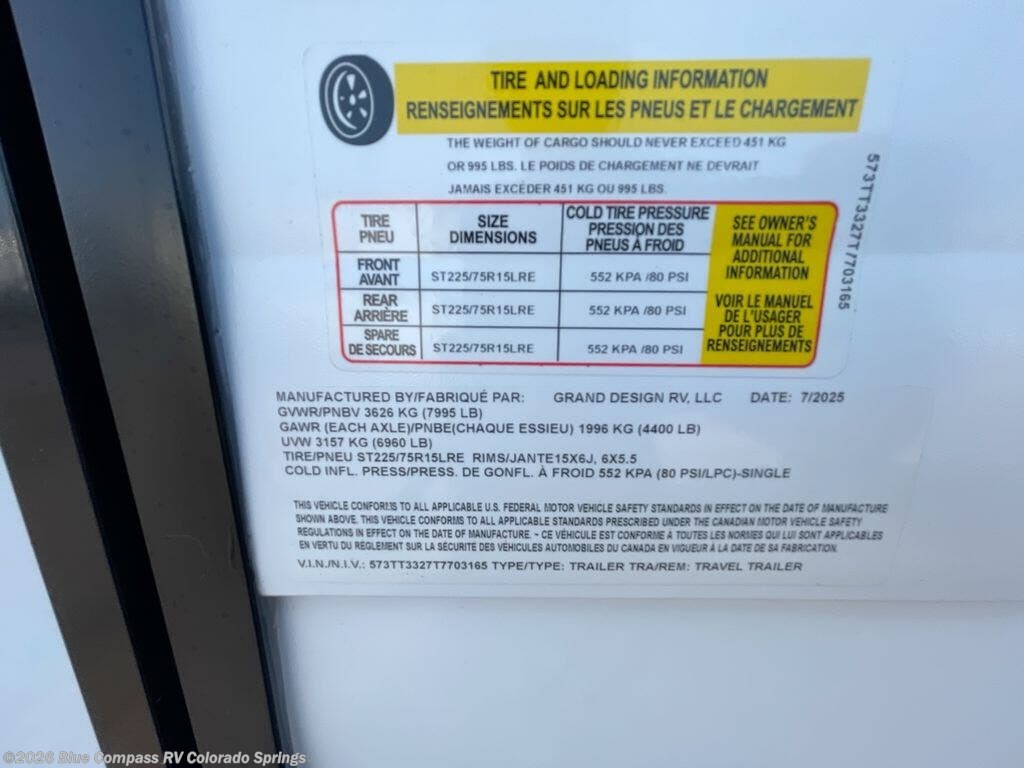 TIRE AND LOADING INFORMATION
RENSEIGNEMENTS SUR LES PNEUS ET LE CHARGEMENT
THE WEIGHT OF CARGO SHOULD NEVER EXCEED 451 KG
OR 995 LBS. LE POIDS DE CHARGEMENT NE DEVRAIT
JAMAIS EXCÉDER 451 KG OU 995 LBS.
TIRE
PNEU
SIZE
DIMENSIONS
COLD TIRE PRESSURE
PRESSION DES
PNEUS À FROID
FRONT
AVANT
ST225/75R15LRE
552 KPA /80 PSI
REAR
ARRIÈRE
ST225/75R15LRE
552 KPA /80 PSI
SPARE
DE SECOURS
ST225/75R15LRE
552 KPA /80 PSI
SEE OWNER'S
MANUAL FOR
ADDITIONAL
INFORMATION
VOIR LE MANUEL
DE L'USAGER
POUR PLUS DE
RENSEIGNEMENTS
573TT3327T7703165
MANUFACTURED BY/FABRIQUÉ PAR: GRAND DESIGN RV, LLC DATE: 7/2025
GVWR/PNBV 3626 KG (7995 LB)
GAWR (EACH AXLE)/PNBE(CHAQUE ESSIEU) 1996 KG (4400 LB)
UVW 3157 KG (6960 LB)
TIRE/PNEU ST225/75R15LRE RIMS/JANTE15X6J, 6X5.5
COLD INFL. PRESS/PRESS. DE GONFL. À FROID 552 KPA (80 PSI/LPC)-SINGLE
THIS VEHICLE CONFORMS TO ALL APPLICABLE U.S. FEDERAL MOTOR VEHICLE SAFETY STANDARDS IN EFFECT ON THE DATE OF MANUFACTURE
SHOWN ABOVE. THIS VEHICLE CONFORMS TO ALL APPLICABLE STANDARDS PRESCRIBED UNDER THE CANADIAN MOTOR VEHICLE SAFETY
REGULATIONS IN EFFECT ON THE DATE OF MANUFACTURE. ~ CE VÉHICULE EST CONFORME À TOUTES LES NORMES QUI LUI SONT APPLICABLES
EN VERTU DU RÈGLEMENT SUR LA SÉCURITÉ DES VÉHICULES AUTOMOBILES DU CANADA EN VIGUEUR À LA DATE DE SA FABRICATION.
V.I.N./N.I.V.: 573TT3327T7703165 TYPE/TYPE: TRAILER TRA/REM: TRAVEL TRAILER
©2026 Blue Compass RV Colorado Springs